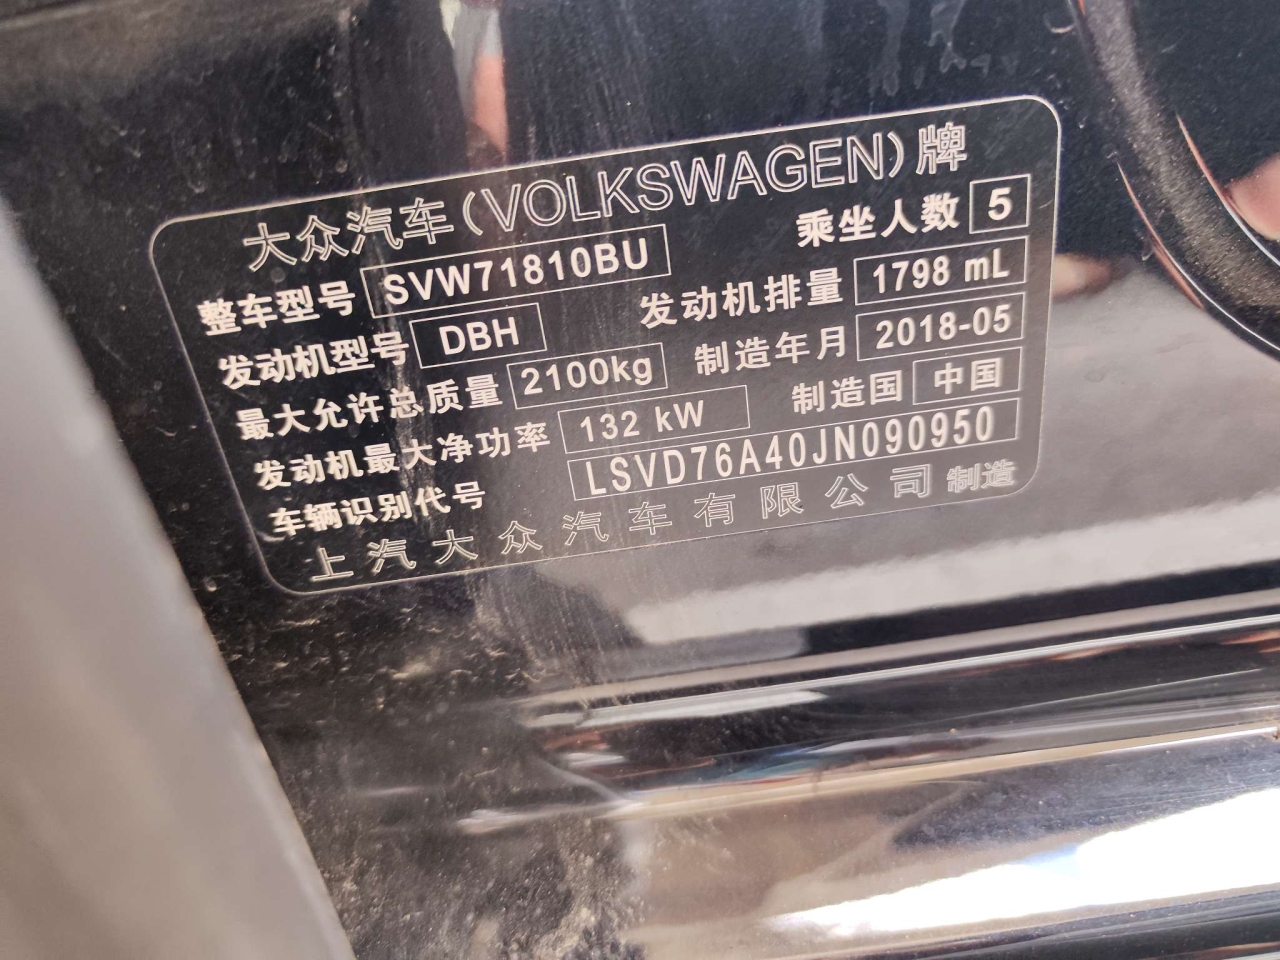 大众汽车(VOLKSWAGEN)牌
整车型号 SVW71810BU 乘坐人数 5
发动机型号 DBH 发动机排量 1798 mL
最大允许总质量 2100kg 制造年月 2018-05
发动机最大净功率 132 kW 制造国 中国
车辆识别代号 LSVD76A40JN090950
上汽大众汽车有限公司 制造